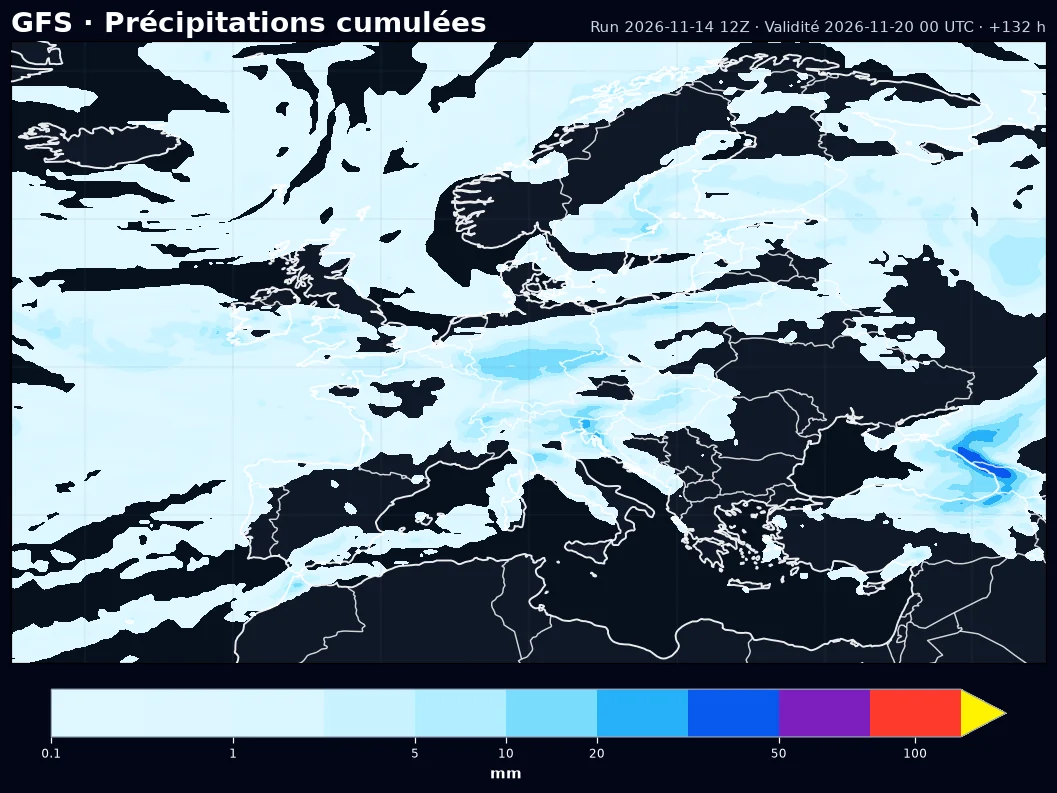 GFS · Précipitations cumulées
Run 2026-11-14 12Z · Validité 2026-11-20 00 UTC · +132 h
0.1 1 5 10 20 50 100
mm